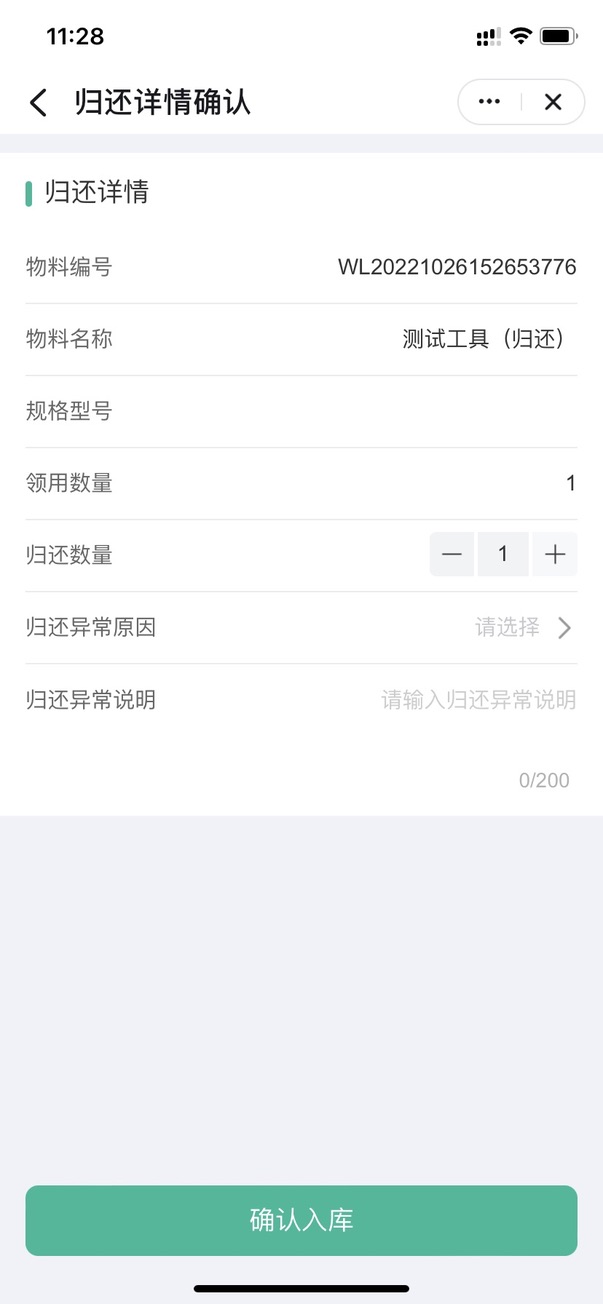 11:28
归还详情确认
归还详情
物料编号 WL20221026152653776
物料名称 测试工具（归还）
规格型号
领用数量 1
归还数量 1
归还异常原因 请选择
归还异常说明 请输入归还异常说明
0/200
确认入库